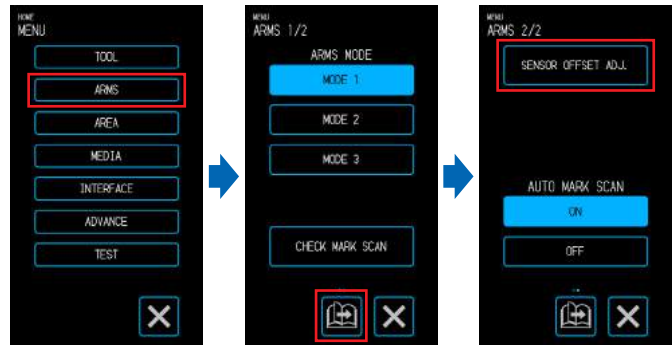 HOME
MENU
TOOL
ARMS
AREA
MEDIA
INTERFACE
ADVANCE
TEST
MENU
ARMS 1/2
ARMS MODE
MODE 1
MODE 2
MODE 3
CHECK MARK SCAN
MENU
ARMS 2/2
SENSOR OFFSET ADJ.
AUTO MARK SCAN
ON
OFF